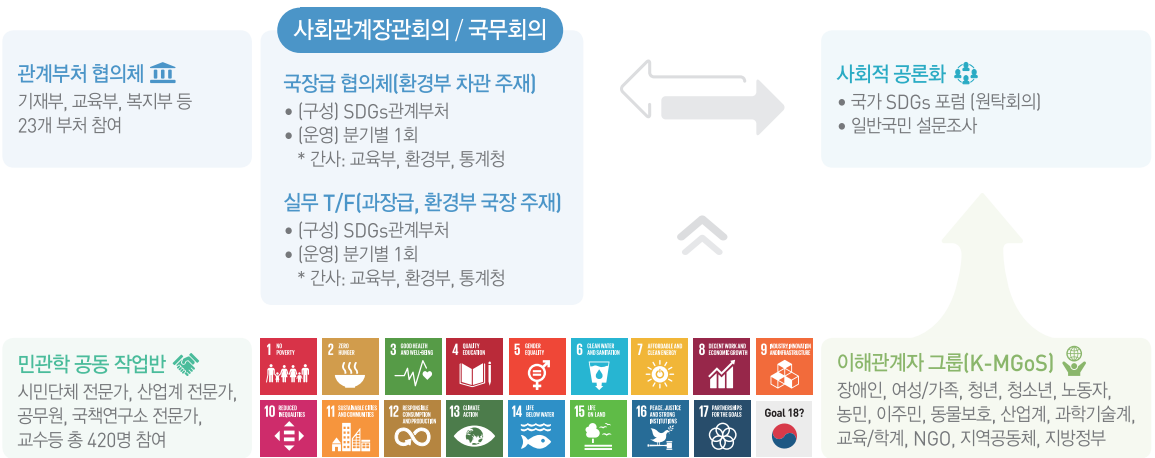 사회관계장관회의 / 국무회의
관계부처 협의체
기재부, 교육부, 복지부 등
23개 부처 참여
국장급 협의체(환경부 차관 주재)
• (구성) SDGs관계부처
• (운영) 분기별 1회
* 간사: 교육부, 환경부, 통계청
실무 T/F(과장급, 환경부 국장 주재)
• (구성) SDGs관계부처
• (운영) 분기별 1회
* 간사: 교육부, 환경부, 통계청
사회적 공론화
• 국가 SDGs 포럼 (원탁회의)
• 일반국민 설문조사
민관학 공동 작업반
시민단체 전문가, 산업계 전문가,
공무원, 국책연구소 전문가,
교수등 총 420명 참여
1 NO
POVERTY
2 ZERO
HUNGER
3 GOOD HEALTH
AND WELL-BEING
4 QUALITY
EDUCATION
5 GENDER
EQUALITY
6 CLEAN WATER
AND SANITATION
7 AFFORDABLE AND
CLEAN ENERGY
8 DECENT WORK AND
ECONOMIC GROWTH
9 INDUSTRY, INNOVATION
AND INFRASTRUCTURE
10 REDUCED
INEQUALITIES
11 SUSTAINABLE CITIES
AND COMMUNITIES
12 RESPONSIBLE
CONSUMPTION
AND PRODUCTION
13 CLIMATE
ACTION
14 LIFE
BELOW WATER
15 LIFE
ON LAND
16 PEACE, JUSTICE
AND STRONG
INSTITUTIONS
17 PARTNERSHIPS
FOR THE GOALS
Goal 18?
이해관계자 그룹(K-MGoS)
장애인, 여성/가족, 청년, 청소년, 노동자,
농민, 이주민, 동물보호, 산업계, 과학기술계,
교육/학계, NGO, 지역공동체, 지방정부